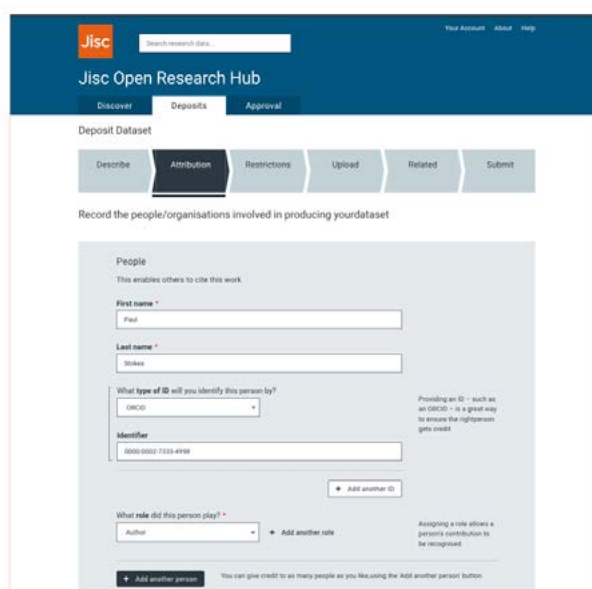 Jisc
Search research data...
Your Account About Help
Jisc Open Research Hub
Discover Deposits Approval
Deposit Dataset
Describe Attribution Restrictions Upload Related Submit
Record the people/organisations involved in producing yourdataset
People
This enables others to cite this work
First name *
Paul
Last name *
Stokes
What type of ID will you identify this person by?
ORCID
Providing an ID – such as
an ORCID – is a great way
to ensure the rightperson
gets credit
Identifier
0000-0002-7333-4998
+ Add another ID
What role did this person play? *
Author
+ Add another role
Assigning a role allows a
person's contribution to
be recognised
+ Add another person
You can give credit to as many people as you like,using the 'Add another person' button